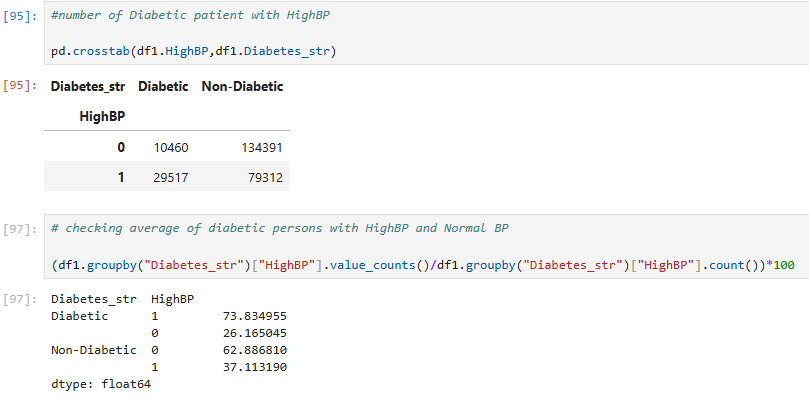 [95]: #number of Diabetic patient with HighBP
pd.crosstab(df1.HighBP,df1.Diabetes_str)
[95]: Diabetes_str Diabetic Non-Diabetic
HighBP
0 10460 134391
1 29517 79312
[97]: # checking average of diabetic persons with HighBP and Normal BP
(df1.groupby("Diabetes_str")["HighBP"].value_counts()/df1.groupby("Diabetes_str")["HighBP"].count())*100
[97]: Diabetes_str HighBP
Diabetic 1 73.834955
0 26.165045
Non-Diabetic 0 62.886810
1 37.113190
dtype: float64